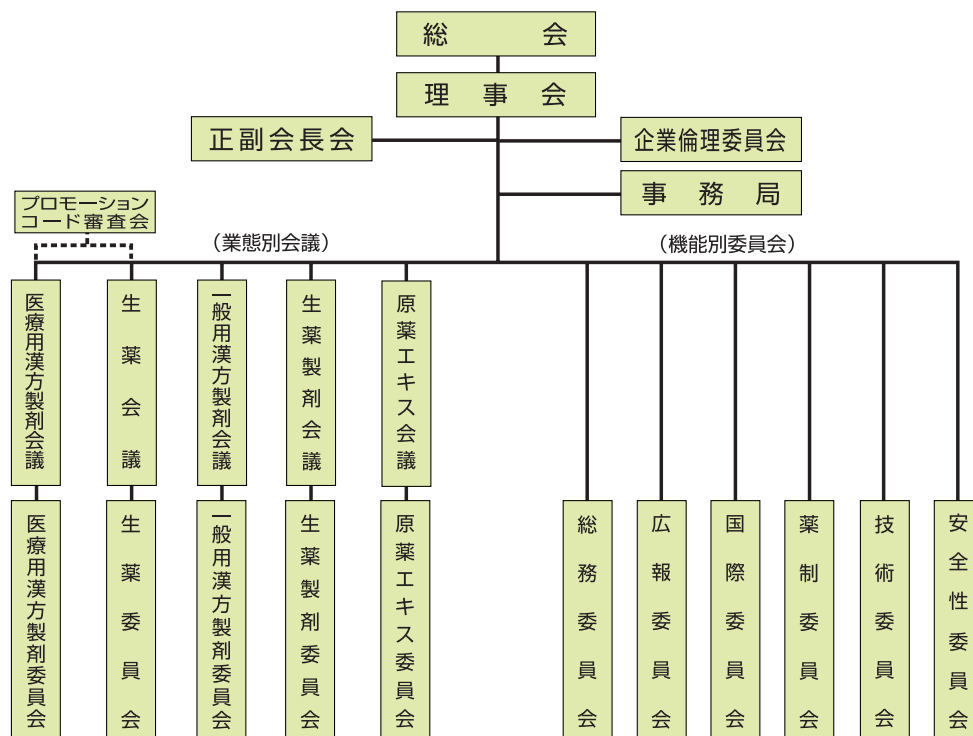 総会
理事会
正副会長会
企業倫理委員会
事務局
プロモーション
コード審査会
（業態別会議）
（機能別委員会）
医療用漢方製剤会議
生薬会議
一般用漢方製剤会議
生薬製剤会議
原薬エキス会議
医療用漢方製剤委員会
生薬委員会
一般用漢方製剤委員会
生薬製剤委員会
原薬エキス委員会
総務委員会
広報委員会
国際委員会
薬制委員会
技術委員会
安全性委員会